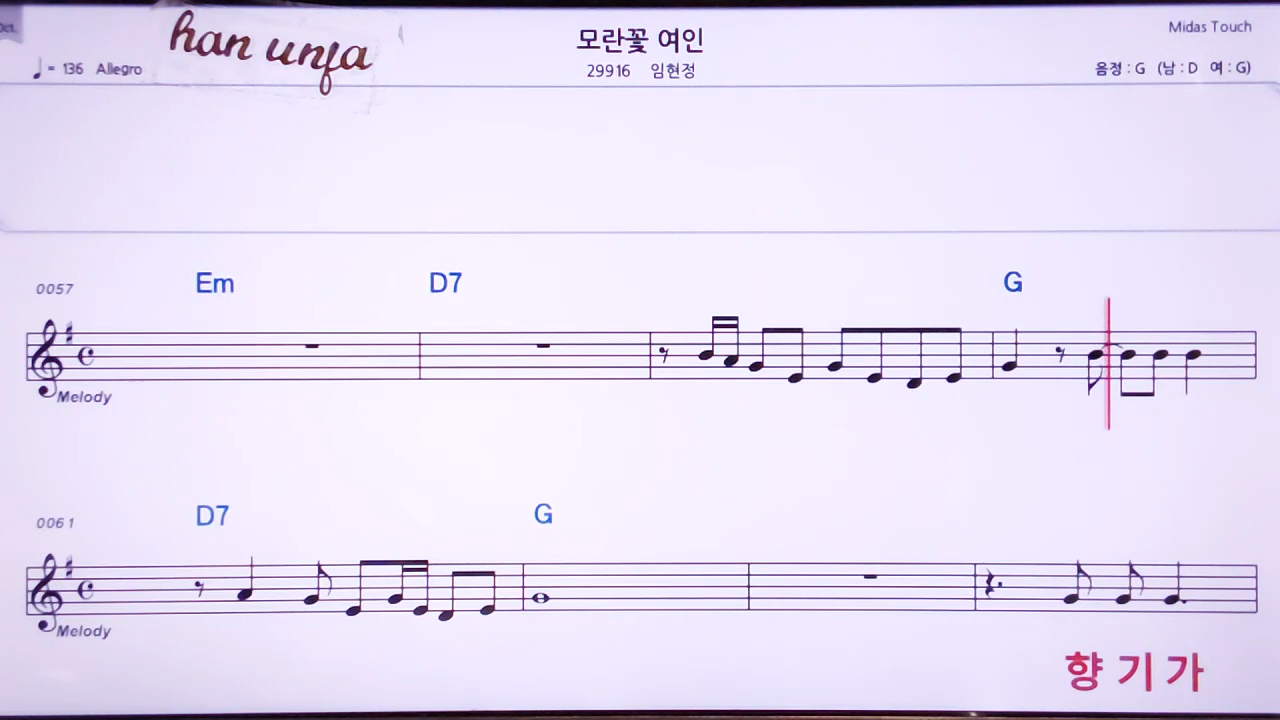 han unja
모란꽃 여인
Midas Touch
♩= 136 Allegro
29916 임현정
음정 : G (남 : D 여 : G)
Em D7 G
0057
Melody
D7 G
0061
Melody
향 기 가